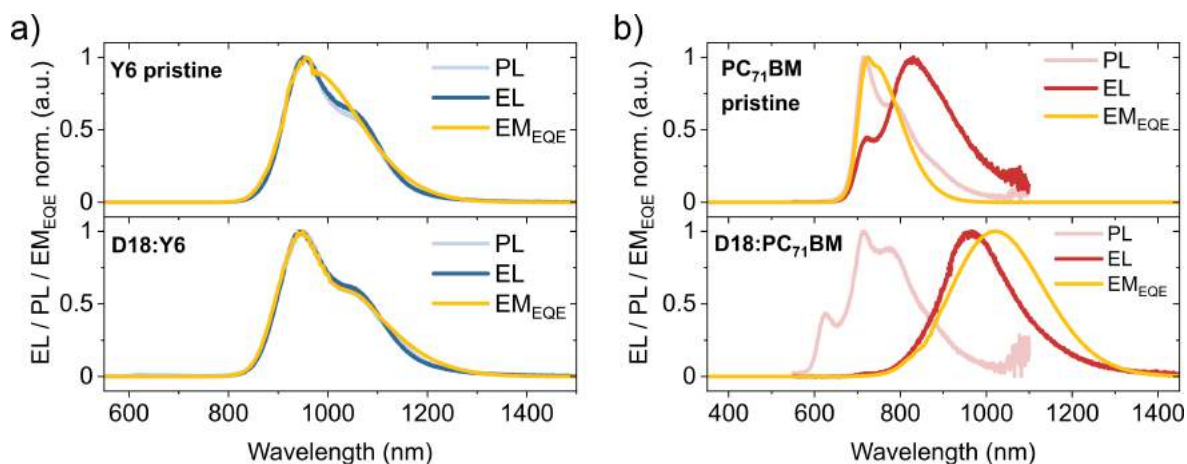 a)
Y6 pristine
PL
EL
EM_EQE
1
0.5
0
D18:Y6
PL
EL
EM_EQE
1
0.5
0
EL / PL / EM_EQE norm. (a.u.)
600 800 1000 1200 1400
Wavelength (nm)
b)
PC₇₁BM
pristine
PL
EL
EM_EQE
1
0.5
0
D18:PC₇₁BM
PL
EL
EM_EQE
1
0.5
0
EL / PL / EM_EQE norm. (a.u.)
400 600 800 1000 1200 1400
Wavelength (nm)